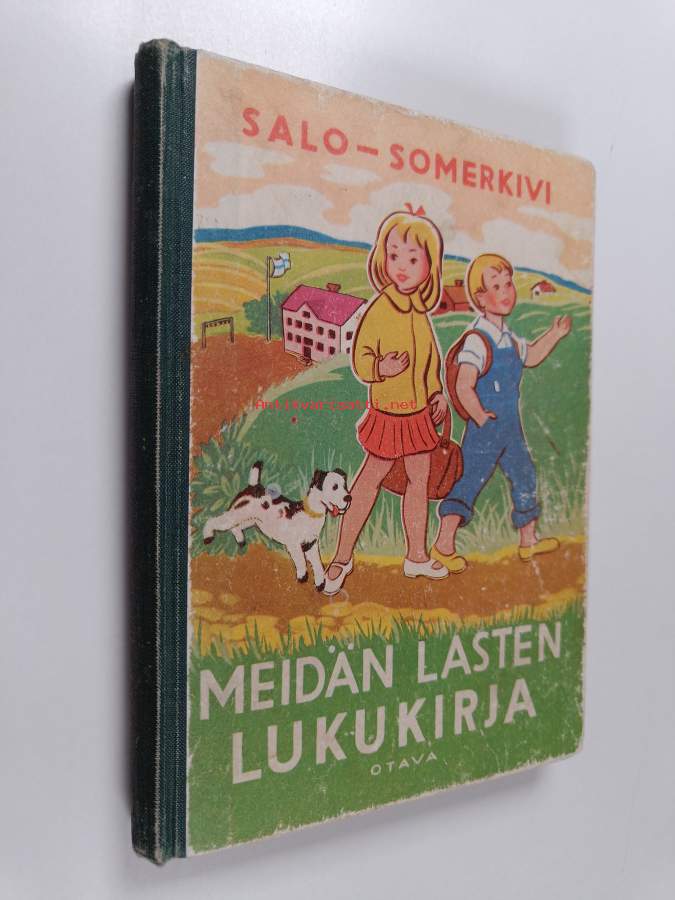 SALO – SOMERKIVI
Antikvariaatti.net
MEIDÄN LASTEN
LUKUKIRJA
OTAVA